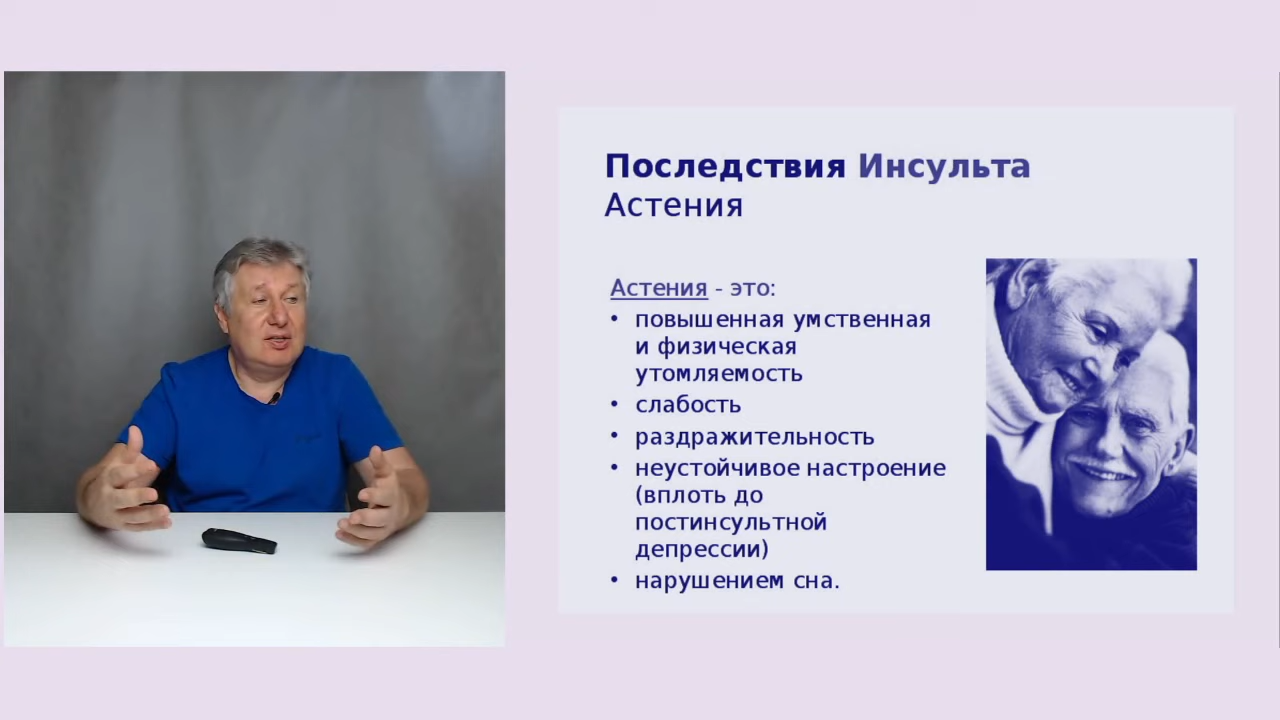 Последствия Инсульта
Астения
Астения - это:
• повышенная умственная
и физическая
утомляемость
• слабость
• раздражительность
• неустойчивое настроение
(вплоть до
постинсультной
депрессии)
• нарушением сна.